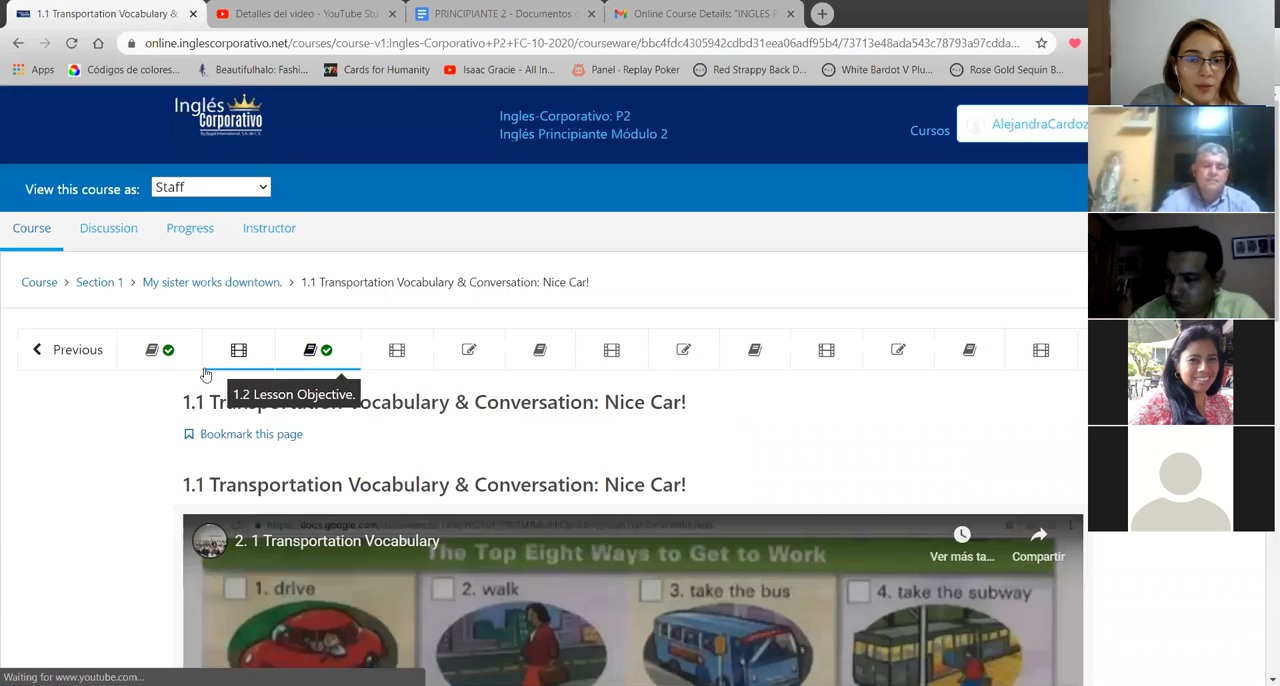 1.1 Transportation Vocabulary &
Detalles del video - YouTube Stu
PRINCIPIANTE 2 - Documentos
Online Course Details: "INGLES P
online.inglescorporativo.net/courses/course-v1:Ingles-Corporativo+P2+FC-10-2020/courseware/bbc4fdc4305942cdbd31eea06adf95b4/73713e48ada543c78793a97cdda...
Apps
Códigos de colores...
Beautifulhalo: Fashi...
Cards for Humanity
Isaac Gracie - All In...
Panel · Replay Poker
Red Strappy Back D...
White Bardot V Plu...
Rose Gold Sequin B...
Inglés
Corporativo
Ingles-Corporativo: P2
Inglés Principiante Módulo 2
Cursos
AlejandraCardoz
View this course as:
Staff
Course
Discussion
Progress
Instructor
Course > Section 1 > My sister works downtown. > 1.1 Transportation Vocabulary & Conversation: Nice Car!
Previous
1.2 Lesson Objective.
1.1 Transportation Vocabulary & Conversation: Nice Car!
Bookmark this page
1.1 Transportation Vocabulary & Conversation: Nice Car!
2. 1 Transportation Vocabulary
The Top Eight Ways to Get to Work
Ver más ta...
Compartir
1. drive
2. walk
3. take the bus
4. take the subway
Waiting for www.youtube.com...